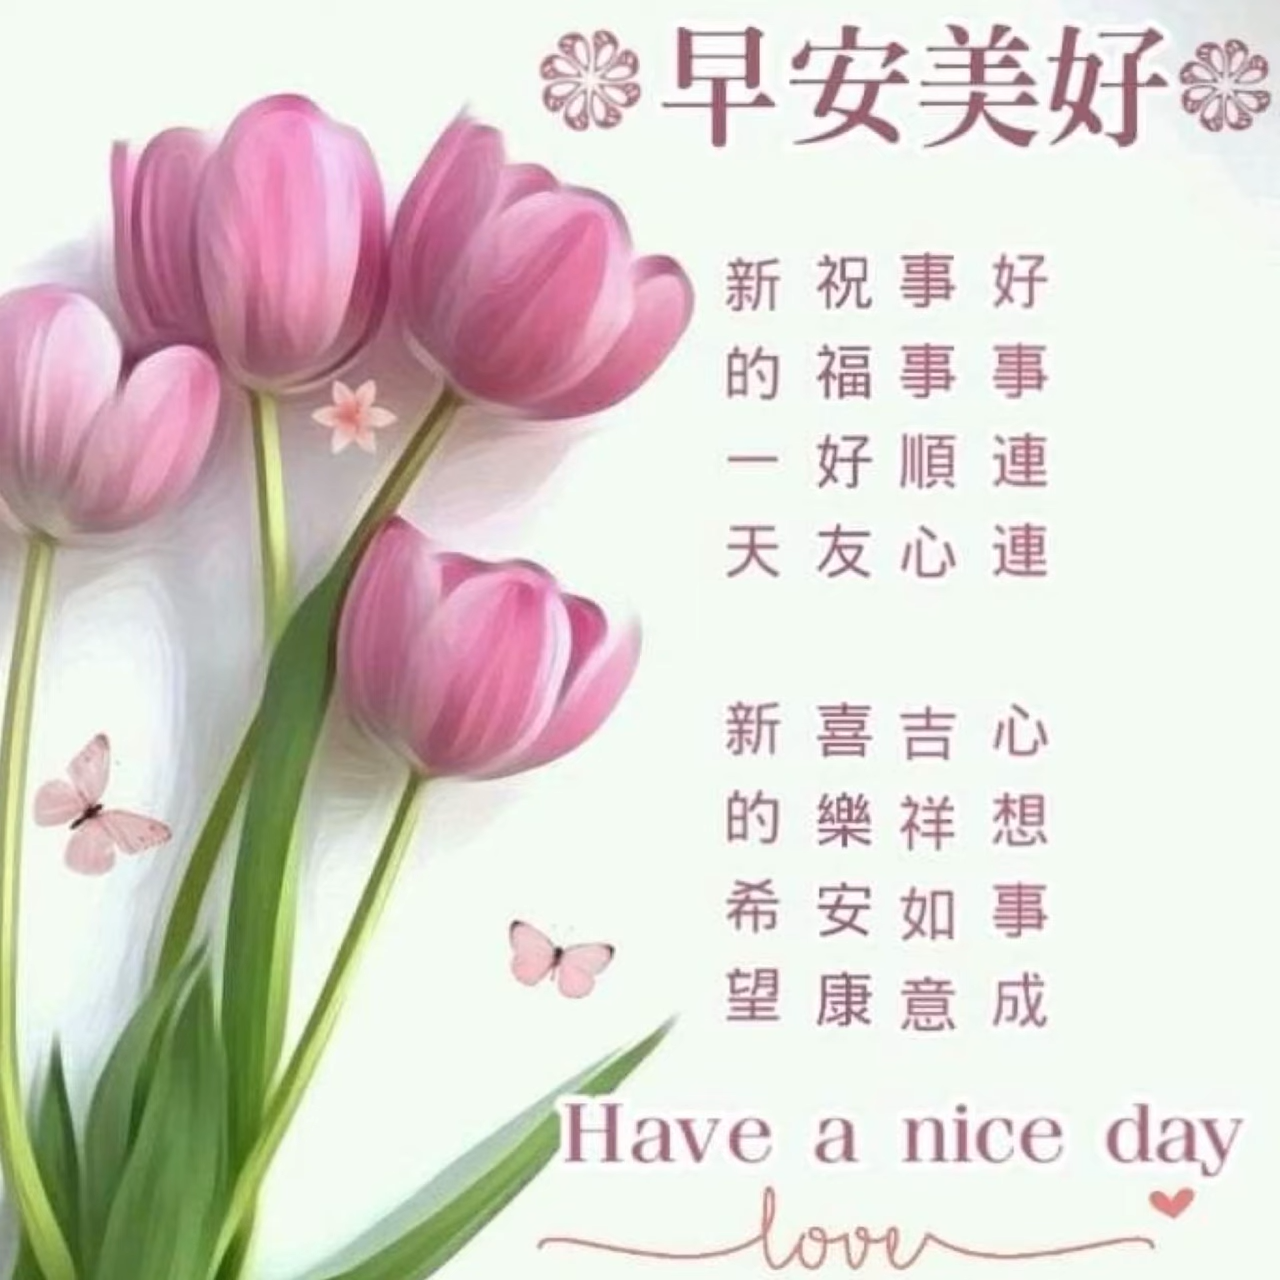 早安美好
新的一天 新的希望
祝福好友 喜樂安康
事事順心 吉祥如意
好事連連 心想事成
Have a nice day
love